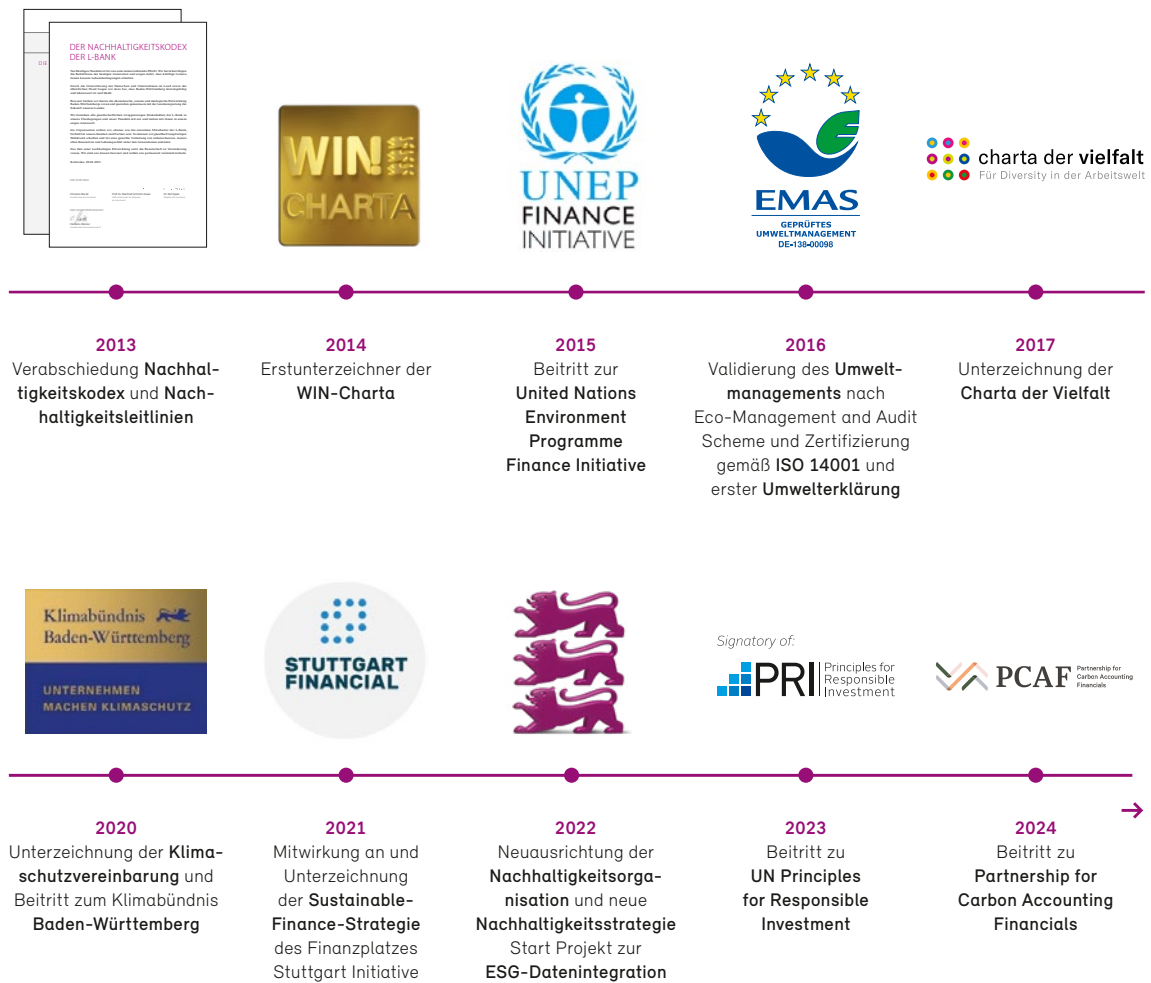 DER NACHHALTIGKEITSKODEX
DER L-BANK
WIN!
CHARTA
UNEP
FINANCE
INITIATIVE
EMAS
GEPRÜFTES
UMWELTMANAGEMENT
DE-138-00098
charta der vielfalt
Für Diversity in der Arbeitswelt
2013
Verabschiedung Nachhal-
tigkeitskodex und Nach-
haltigkeitsleitlinien
2014
Erstunterzeichner der
WIN-Charta
2015
Beitritt zur
United Nations
Environment
Programme
Finance Initiative
2016
Validierung des Umwelt-
managements nach
Eco-Management and Audit
Scheme und Zertifizierung
gemäß ISO 14001 und
erster Umwelterklärung
2017
Unterzeichnung der
Charta der Vielfalt
Klimabündnis
Baden-Württemberg
UNTERNEHMEN
MACHEN KLIMASCHUTZ
STUTTGART
FINANCIAL
Signatory of:
PRI
Principles for
Responsible
Investment
PCAF
Partnership for
Carbon Accounting
Financials
2020
Unterzeichnung der Klima-
schutzvereinbarung und
Beitritt zum Klimabündnis
Baden-Württemberg
2021
Mitwirkung an und
Unterzeichnung
der Sustainable-
Finance-Strategie
des Finanzplatzes
Stuttgart Initiative
2022
Neuausrichtung der
Nachhaltigkeitsorga-
nisation und neue
Nachhaltigkeitsstrategie
Start Projekt zur
ESG-Datenintegration
2023
Beitritt zu
UN Principles
for Responsible
Investment
2024
Beitritt zu
Partnership for
Carbon Accounting
Financials